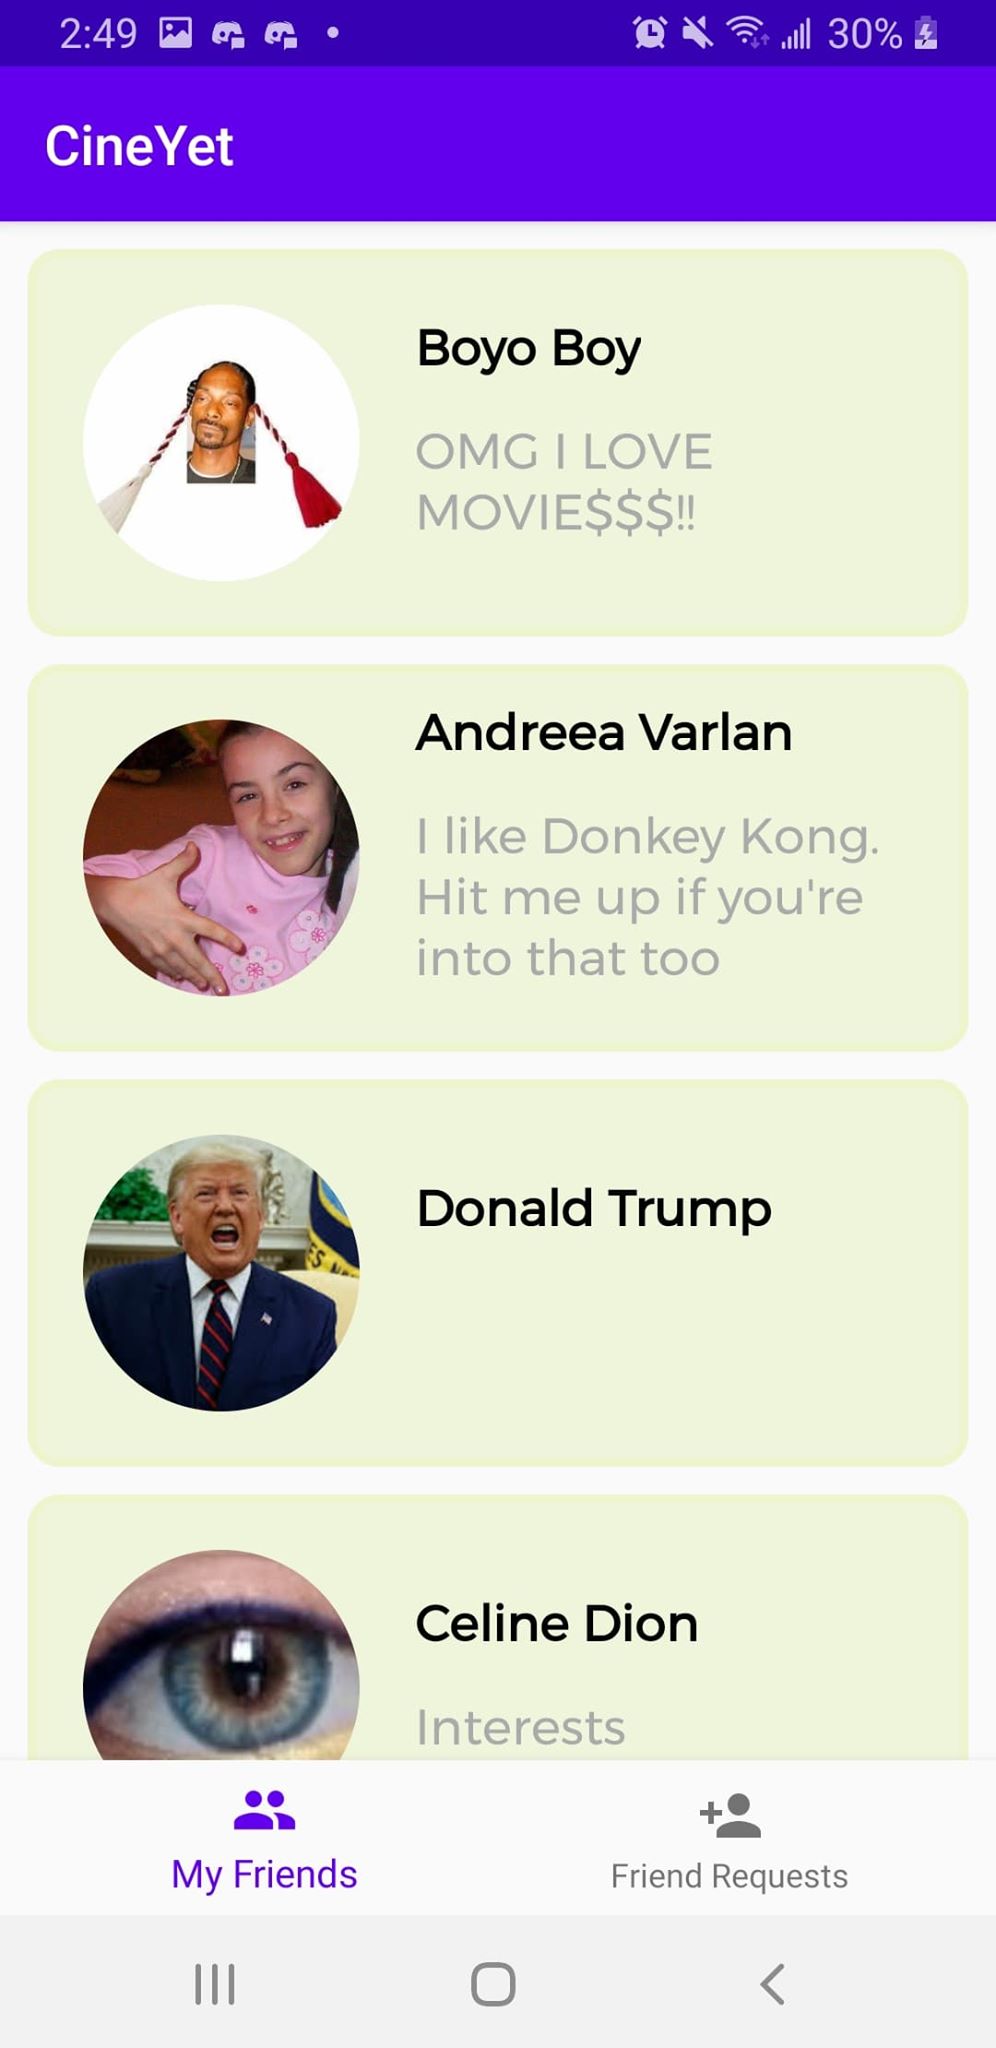 2:49
30%
CineYet
Boyo Boy
OMG I LOVE
MOVIE$$$!!
Andreea Varlan
I like Donkey Kong.
Hit me up if you're
into that too
Donald Trump
ES
Celine Dion
Interests
My Friends
Friend Requests